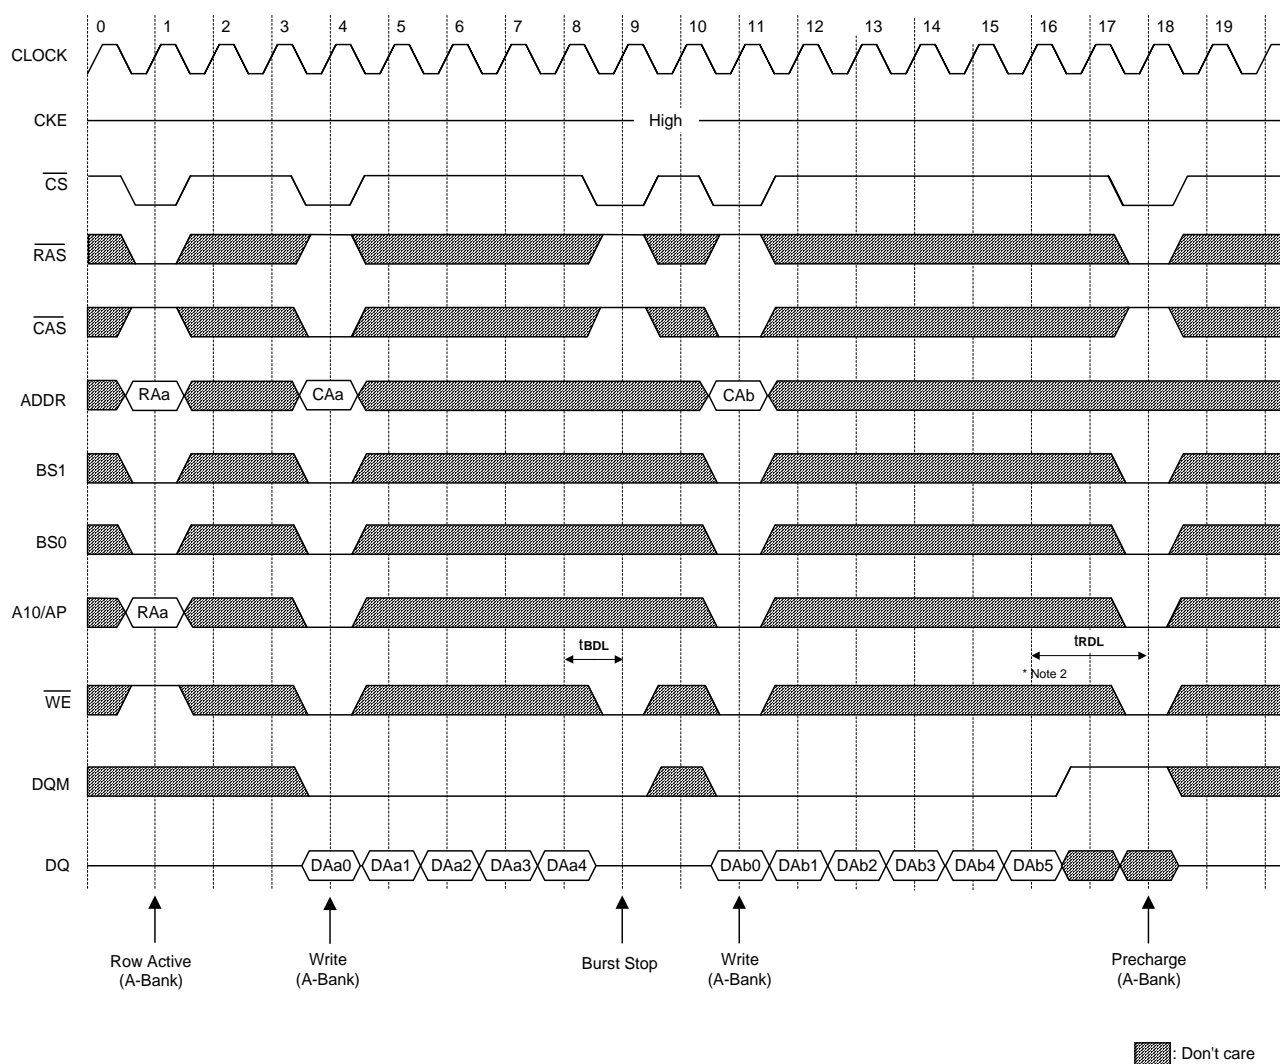 0 1 2 3 4 5 6 7 8 9 10 11 12 13 14 15 16 17 18 19
CLOCK
CKE High
CS
RAS
CAS
ADDR RAa CAa CAb
BS1
BS0
A10/AP RAa
tBDL tRDL
* Note 2
WE
DQM
DQ DAa0 DAa1 DAa2 DAa3 DAa4 DAb0 DAb1 DAb2 DAb3 DAb4 DAb5
Row Active
(A-Bank)
Write
(A-Bank)
Burst Stop
Write
(A-Bank)
Precharge
(A-Bank)
: Don't care